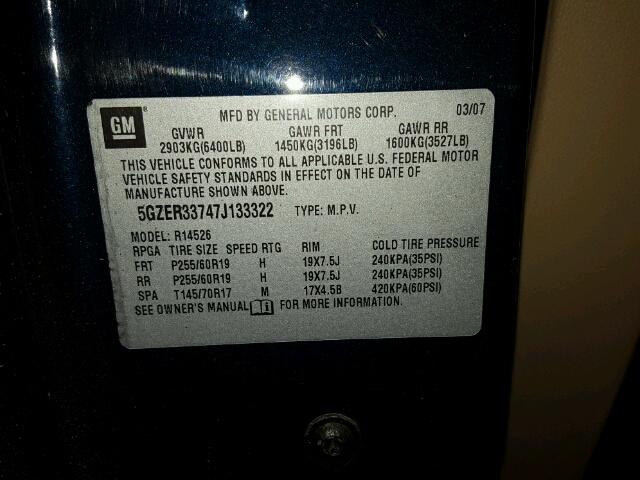 GM
MFD BY GENERAL MOTORS CORP. 03/07
GVWR GAWR FRT GAWR RR
2903KG(6400LB) 1450KG(3196LB) 1600KG(3527LB)
THIS VEHICLE CONFORMS TO ALL APPLICABLE U.S. FEDERAL MOTOR
VEHICLE SAFETY STANDARDS IN EFFECT ON THE DATE OF
MANUFACTURE SHOWN ABOVE.
5GZER33747J133322 TYPE: M.P.V.
MODEL: R14526
RPGA TIRE SIZE SPEED RTG RIM COLD TIRE PRESSURE
FRT P255/60R19 H 19X7.5J 240KPA(35PSI)
RR P255/60R19 H 19X7.5J 240KPA(35PSI)
SPA T145/70R17 M 17X4.5B 420KPA(60PSI)
SEE OWNER'S MANUAL i FOR MORE INFORMATION.